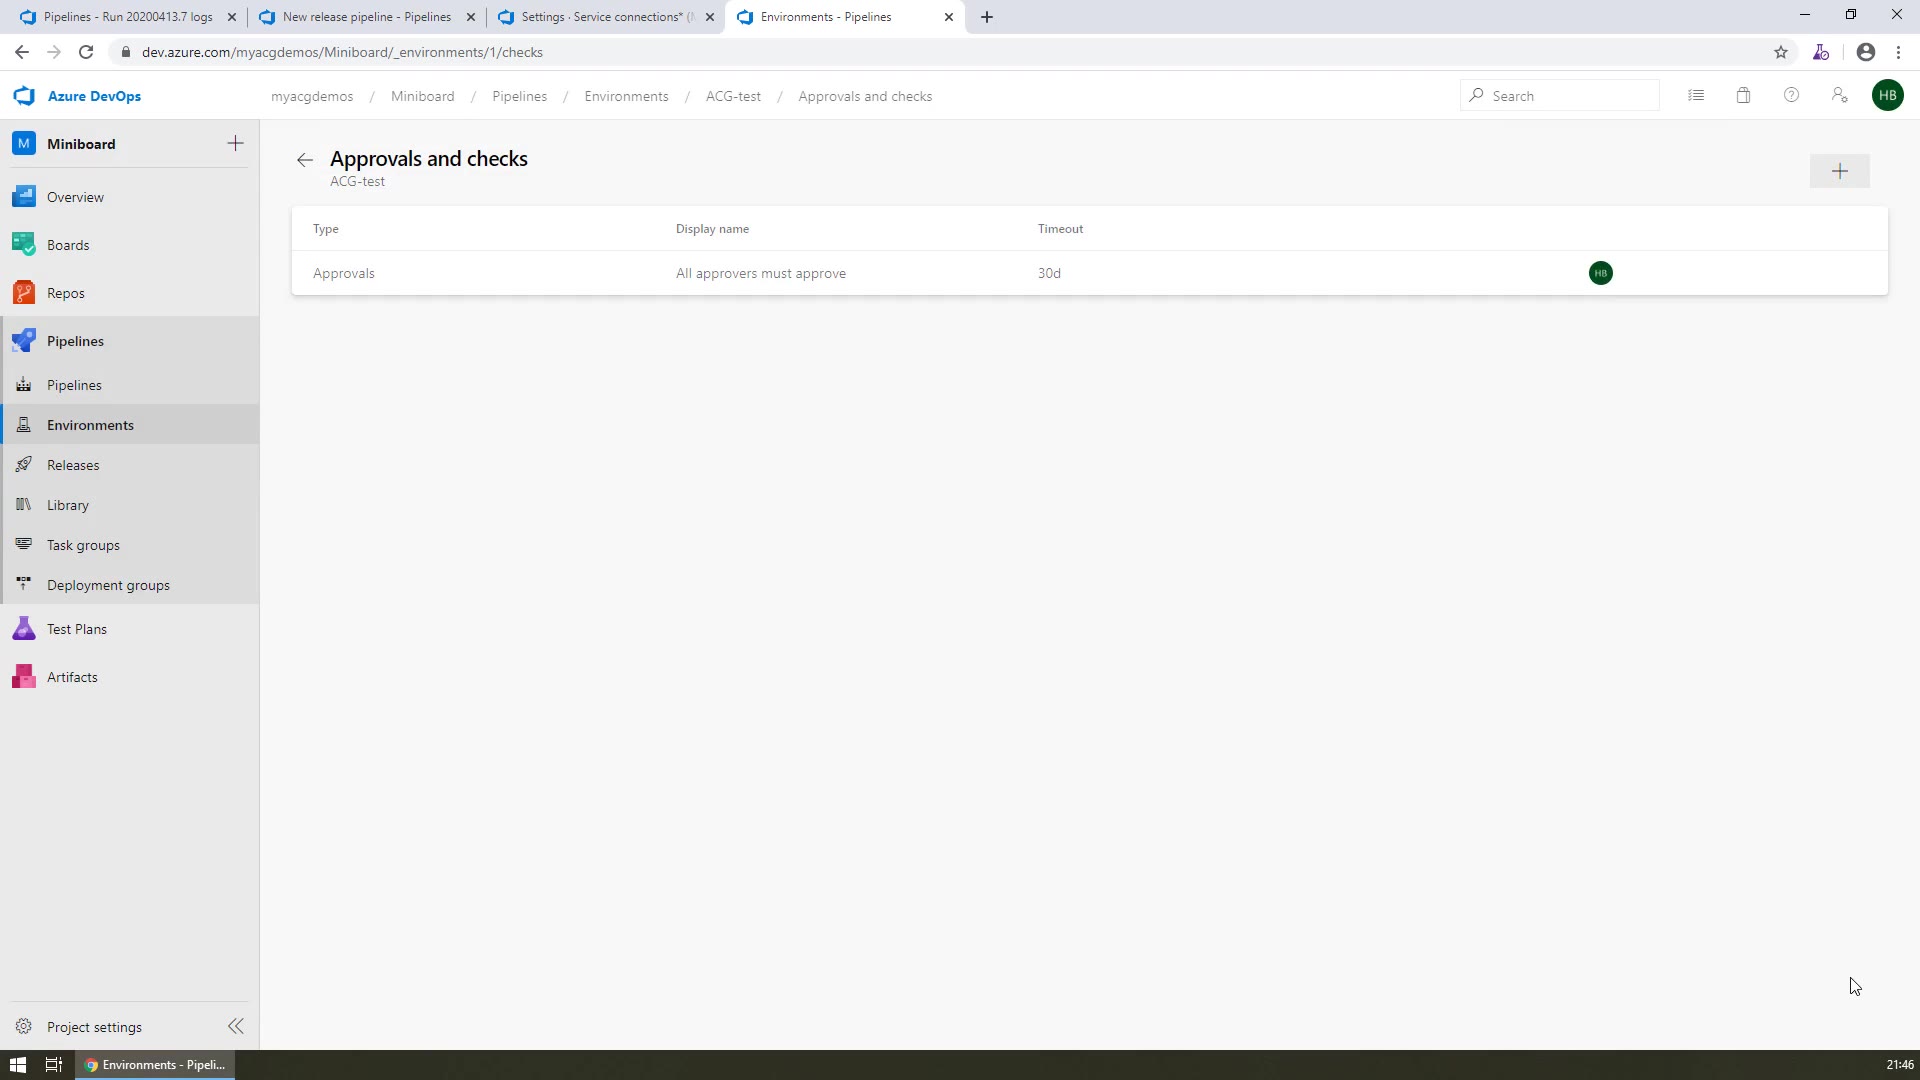 Pipelines - Run 20200413.7 logs
New release pipeline - Pipelines
Settings · Service connections* (
Environments - Pipelines
dev.azure.com/myacgdemos/Miniboard/_environments/1/checks
Azure DevOps
myacgdemos / Miniboard / Pipelines / Environments / ACG-test / Approvals and checks
Search
HB
M Miniboard
Overview
Boards
Repos
Pipelines
Pipelines
Environments
Releases
Library
Task groups
Deployment groups
Test Plans
Artifacts
Project settings
Approvals and checks
ACG-test
Type Display name Timeout
Approvals All approvers must approve 30d HB
Environments - Pipeli...
21:46